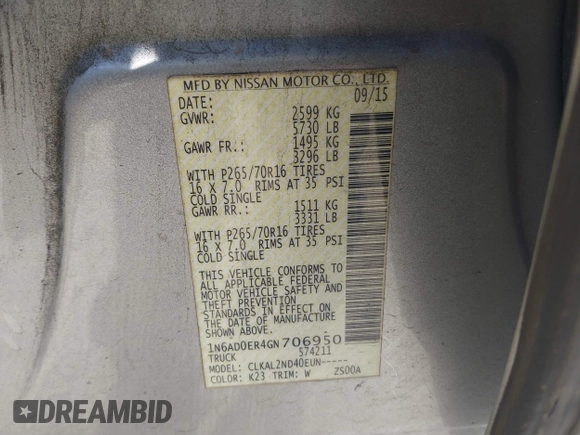 MFD BY NISSAN MOTOR CO., LTD.
DATE: 09/15
GVWR: 2599 KG
5730 LB
GAWR FR.: 1495 KG
3296 LB
WITH P265/70R16 TIRES
16 X 7.0 RIMS AT 35 PSI
COLD SINGLE
GAWR RR.: 1511 KG
3331 LB
WITH P265/70R16 TIRES
16 X 7.0 RIMS AT 35 PSI
COLD SINGLE
THIS VEHICLE CONFORMS TO
ALL APPLICABLE FEDERAL
MOTOR VEHICLE SAFETY AND
THEFT PREVENTION
STANDARDS IN EFFECT ON
THE DATE OF MANUFACTURE
SHOWN ABOVE.
1N6AD0ER4GN706950
TRUCK 574211
MODEL: CLKAL2ND40EUN-----
COLOR: K23 TRIM: W ZS00A
DREAMBID